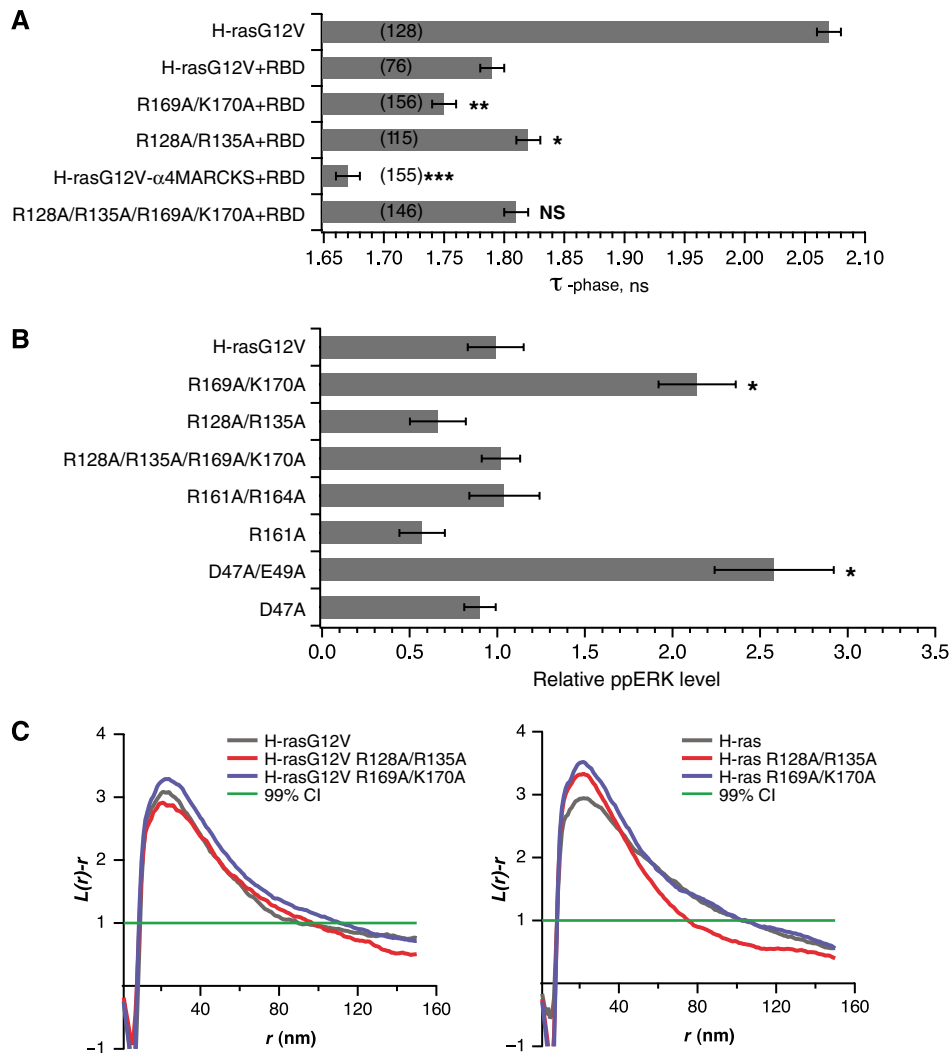 A
H-rasG12V
(128)
H-rasG12V+RBD
(76)
R169A/K170A+RBD
(156)
**
R128A/R135A+RBD
(115)
*
H-rasG12V-α4MARCKS+RBD
(155)***
R128A/R135A/R169A/K170A+RBD
(146)
NS
1.65 1.70 1.75 1.80 1.85 1.90 1.95 2.00 2.05 2.10
τ-phase, ns
B
H-rasG12V
R169A/K170A
*
R128A/R135A
R128A/R135A/R169A/K170A
R161A/R164A
R161A
D47A/E49A
*
D47A
0.0 0.5 1.0 1.5 2.0 2.5 3.0 3.5
Relative ppERK level
C
4
3
2
1
−1
L(r)-r
H-rasG12V
H-rasG12V R128A/R135A
H-rasG12V R169A/K170A
99% CI
40 80 120 160
r (nm)
4
3
2
1
−1
L(r)-r
H-ras
H-ras R128A/R135A
H-ras R169A/K170A
99% CI
40 80 120 160
r (nm)